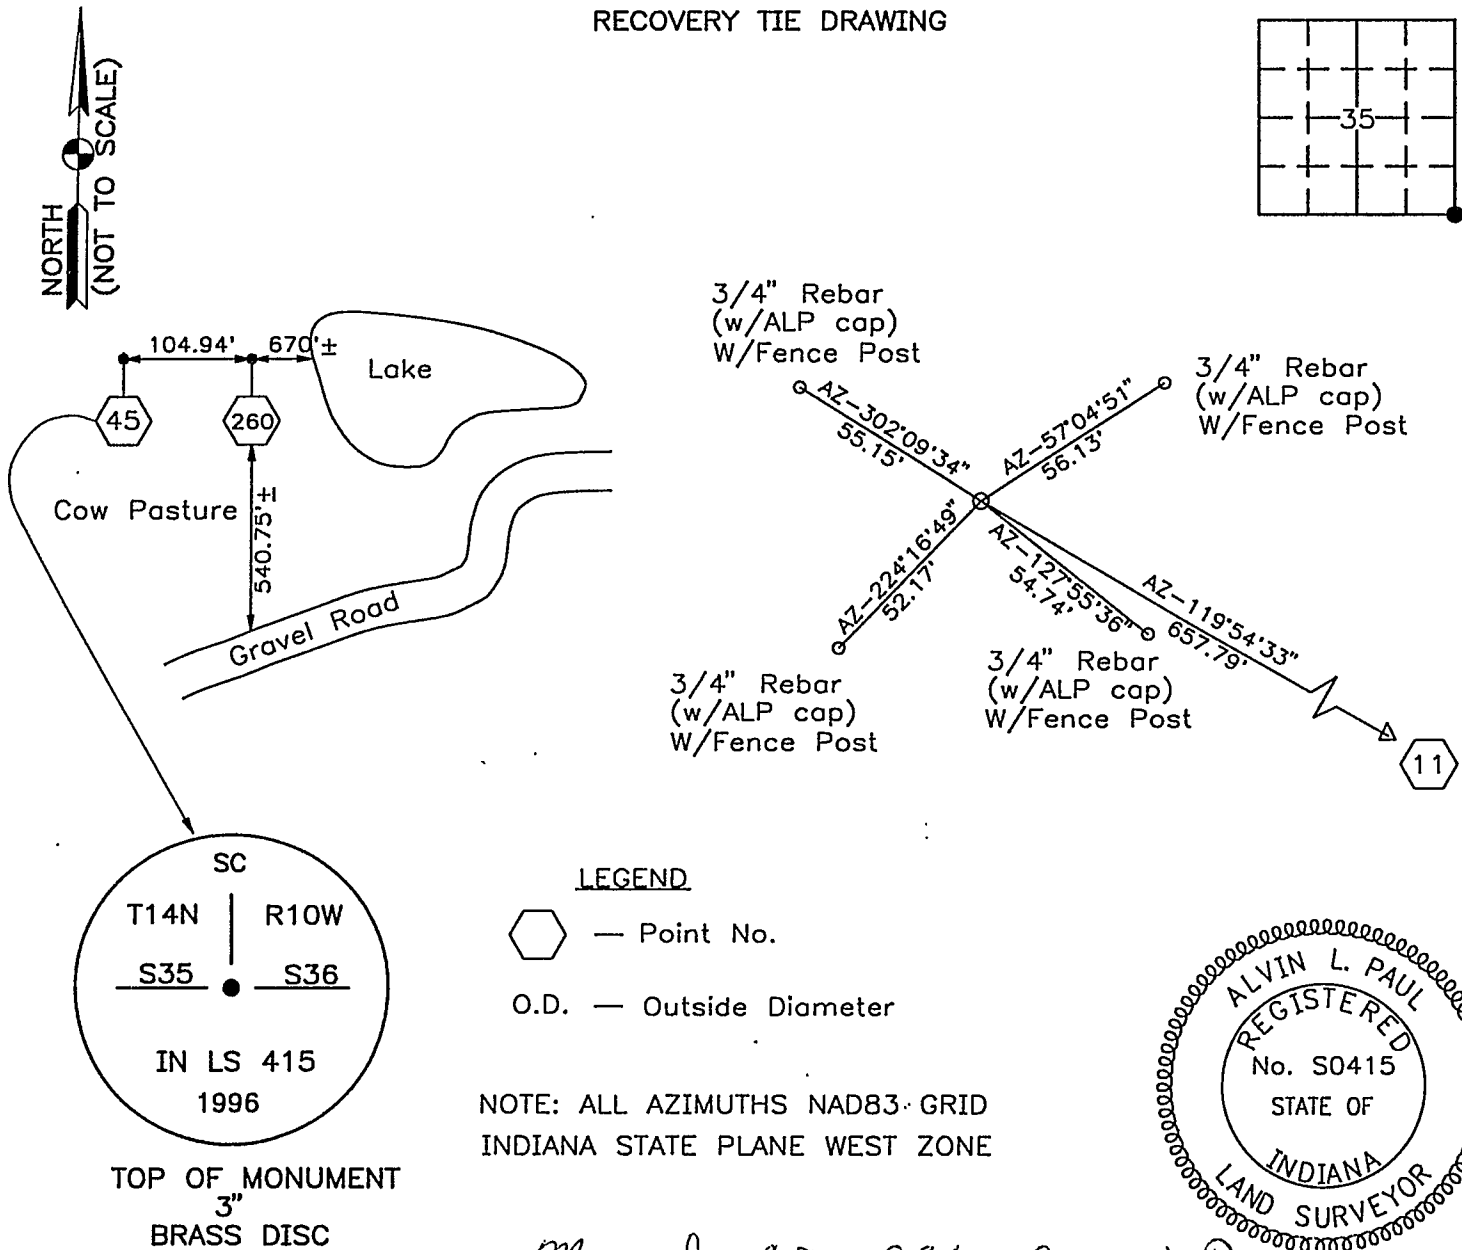 RECOVERY TIE DRAWING
NORTH
(NOT TO SCALE)
35
104.94'
670'±
Lake
45
260
Cow Pasture
540.75'±
Gravel Road
3/4" Rebar
(w/ALP cap)
W/Fence Post
3/4" Rebar
(w/ALP cap)
W/Fence Post
AZ-302°09'34"
55.15'
AZ-57°04'51"
56.13'
AZ-224°16'49"
52.17'
AZ-127°55'36"
54.74'
AZ-119°54'33"
657.79'
3/4" Rebar
(w/ALP cap)
W/Fence Post
3/4" Rebar
(w/ALP cap)
W/Fence Post
11
SC
T14N R10W
S35 S36
IN LS 415
1996
TOP OF MONUMENT
3"
BRASS DISC
LEGEND
— Point No.
O.D. — Outside Diameter
NOTE: ALL AZIMUTHS NAD83 GRID
INDIANA STATE PLANE WEST ZONE
ALVIN L. PAUL
REGISTERED
No. S0415
STATE OF
INDIANA
LAND SURVEYOR